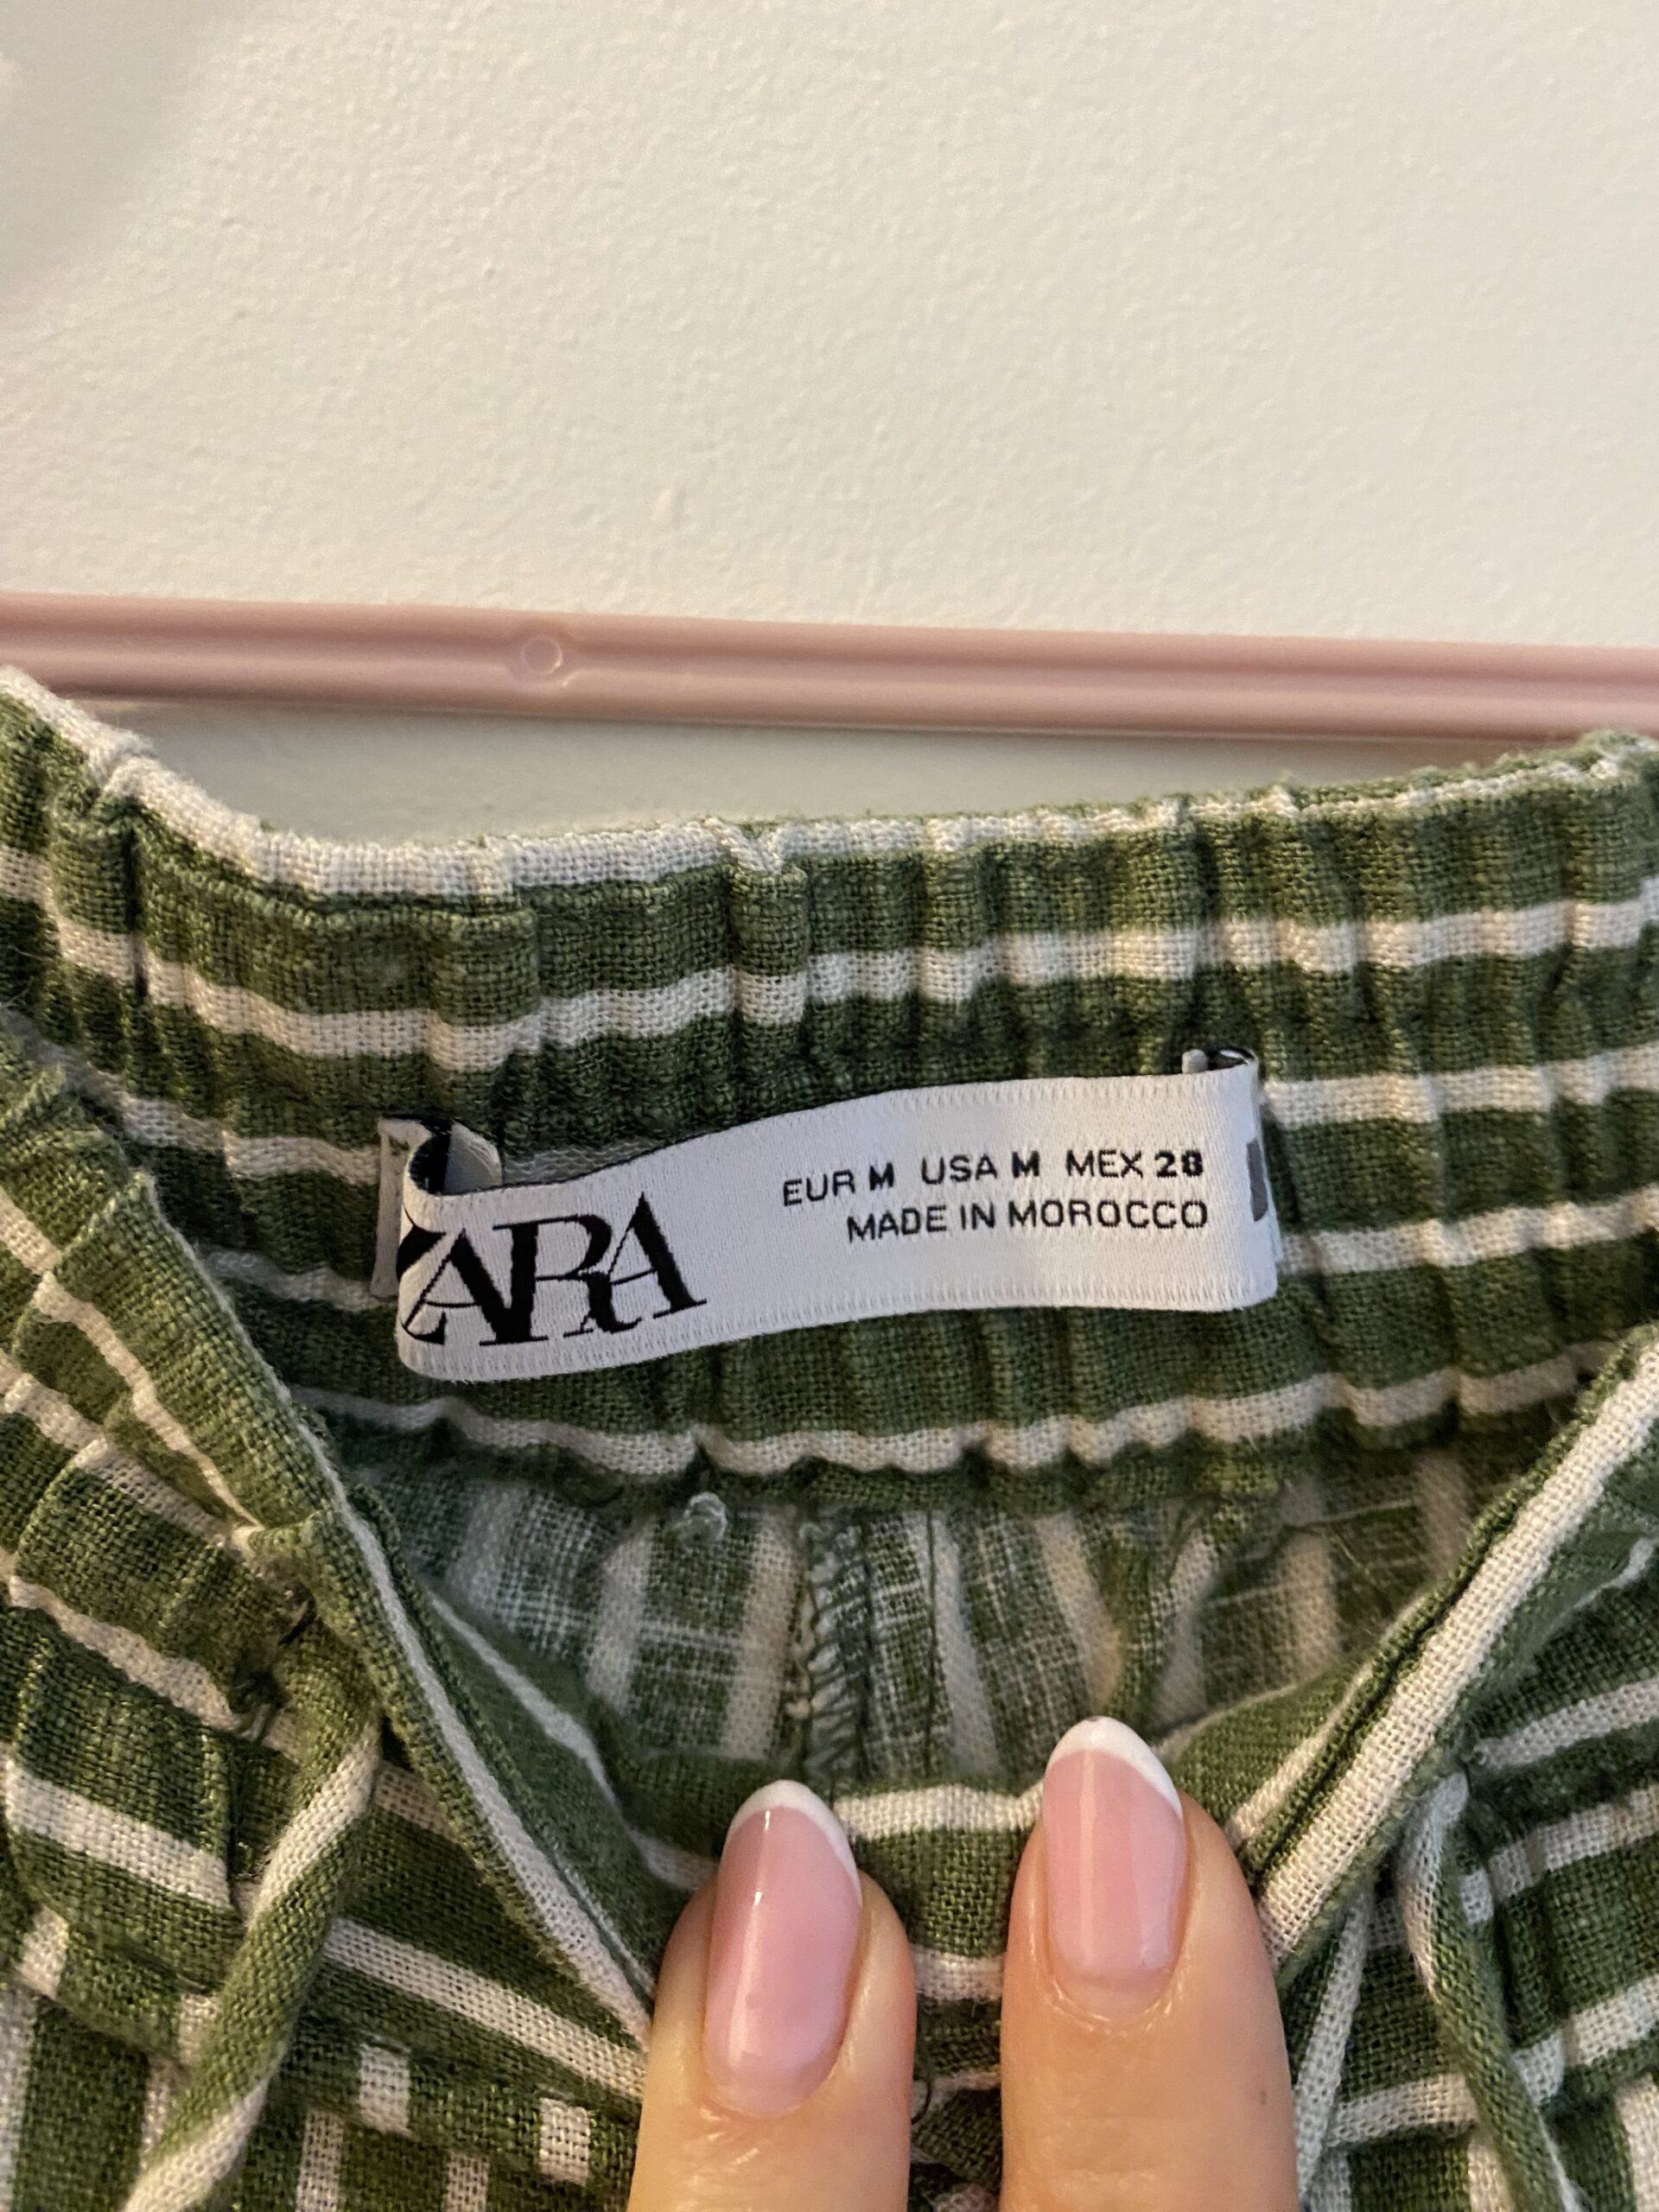 ZARA
EUR M USA M MEX 28
MADE IN MOROCCO